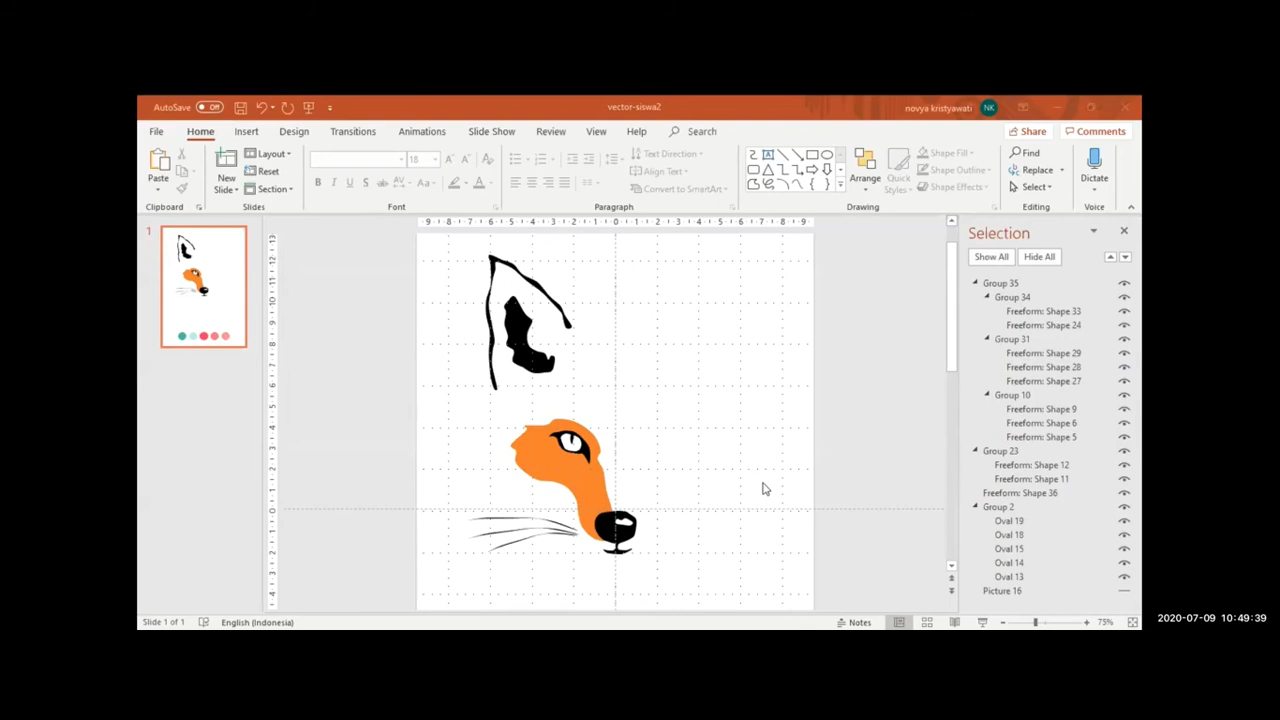 AutoSave Off vector-siswa2 novya kristyawati NK
File Home Insert Design Transitions Animations Slide Show Review View Help Search Share Comments
Paste New Slide Layout Reset Section 18 Text Direction Align Text Convert to SmartArt Arrange Quick Styles Shape Fill Shape Outline Shape Effects Find Replace Select Dictate
Clipboard Slides Font Paragraph Drawing Editing Voice
1
Selection
Show All Hide All
Group 35
Group 34
Freeform: Shape 33
Freeform: Shape 24
Group 31
Freeform: Shape 29
Freeform: Shape 28
Freeform: Shape 27
Group 10
Freeform: Shape 9
Freeform: Shape 6
Freeform: Shape 5
Group 23
Freeform: Shape 12
Freeform: Shape 11
Freeform: Shape 36
Group 2
Oval 19
Oval 18
Oval 15
Oval 14
Oval 13
Picture 16
Slide 1 of 1 English (Indonesia) Notes 75%
2020-07-09 10:49:39